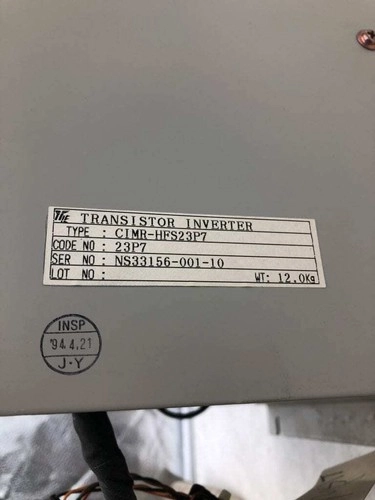 TRANSISTOR INVERTER
TYPE : CIMR-HFS23P7
CODE NO : 23P7
SER NO : NS33156-001-10
LOT NO : WT: 12.0Kg
INSP
'94.4.21
J·Y